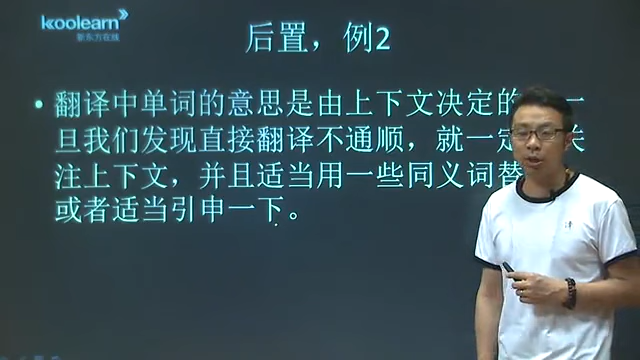 koolearn
新东方在线
后置，例2
• 翻译中单词的意思是由上下文决定的 一
旦我们发现直接翻译不通顺，就一定 关
注上下文，并且适当用一些同义词替
或者适当引申一下。